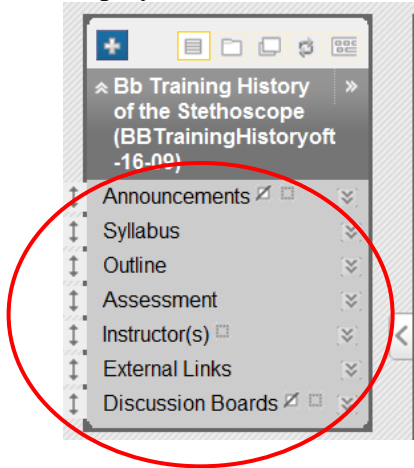 Bb Training History
of the Stethoscope
(BBTrainingHistoryoft
-16-09)
Announcements
Syllabus
Outline
Assessment
Instructor(s)
External Links
Discussion Boards